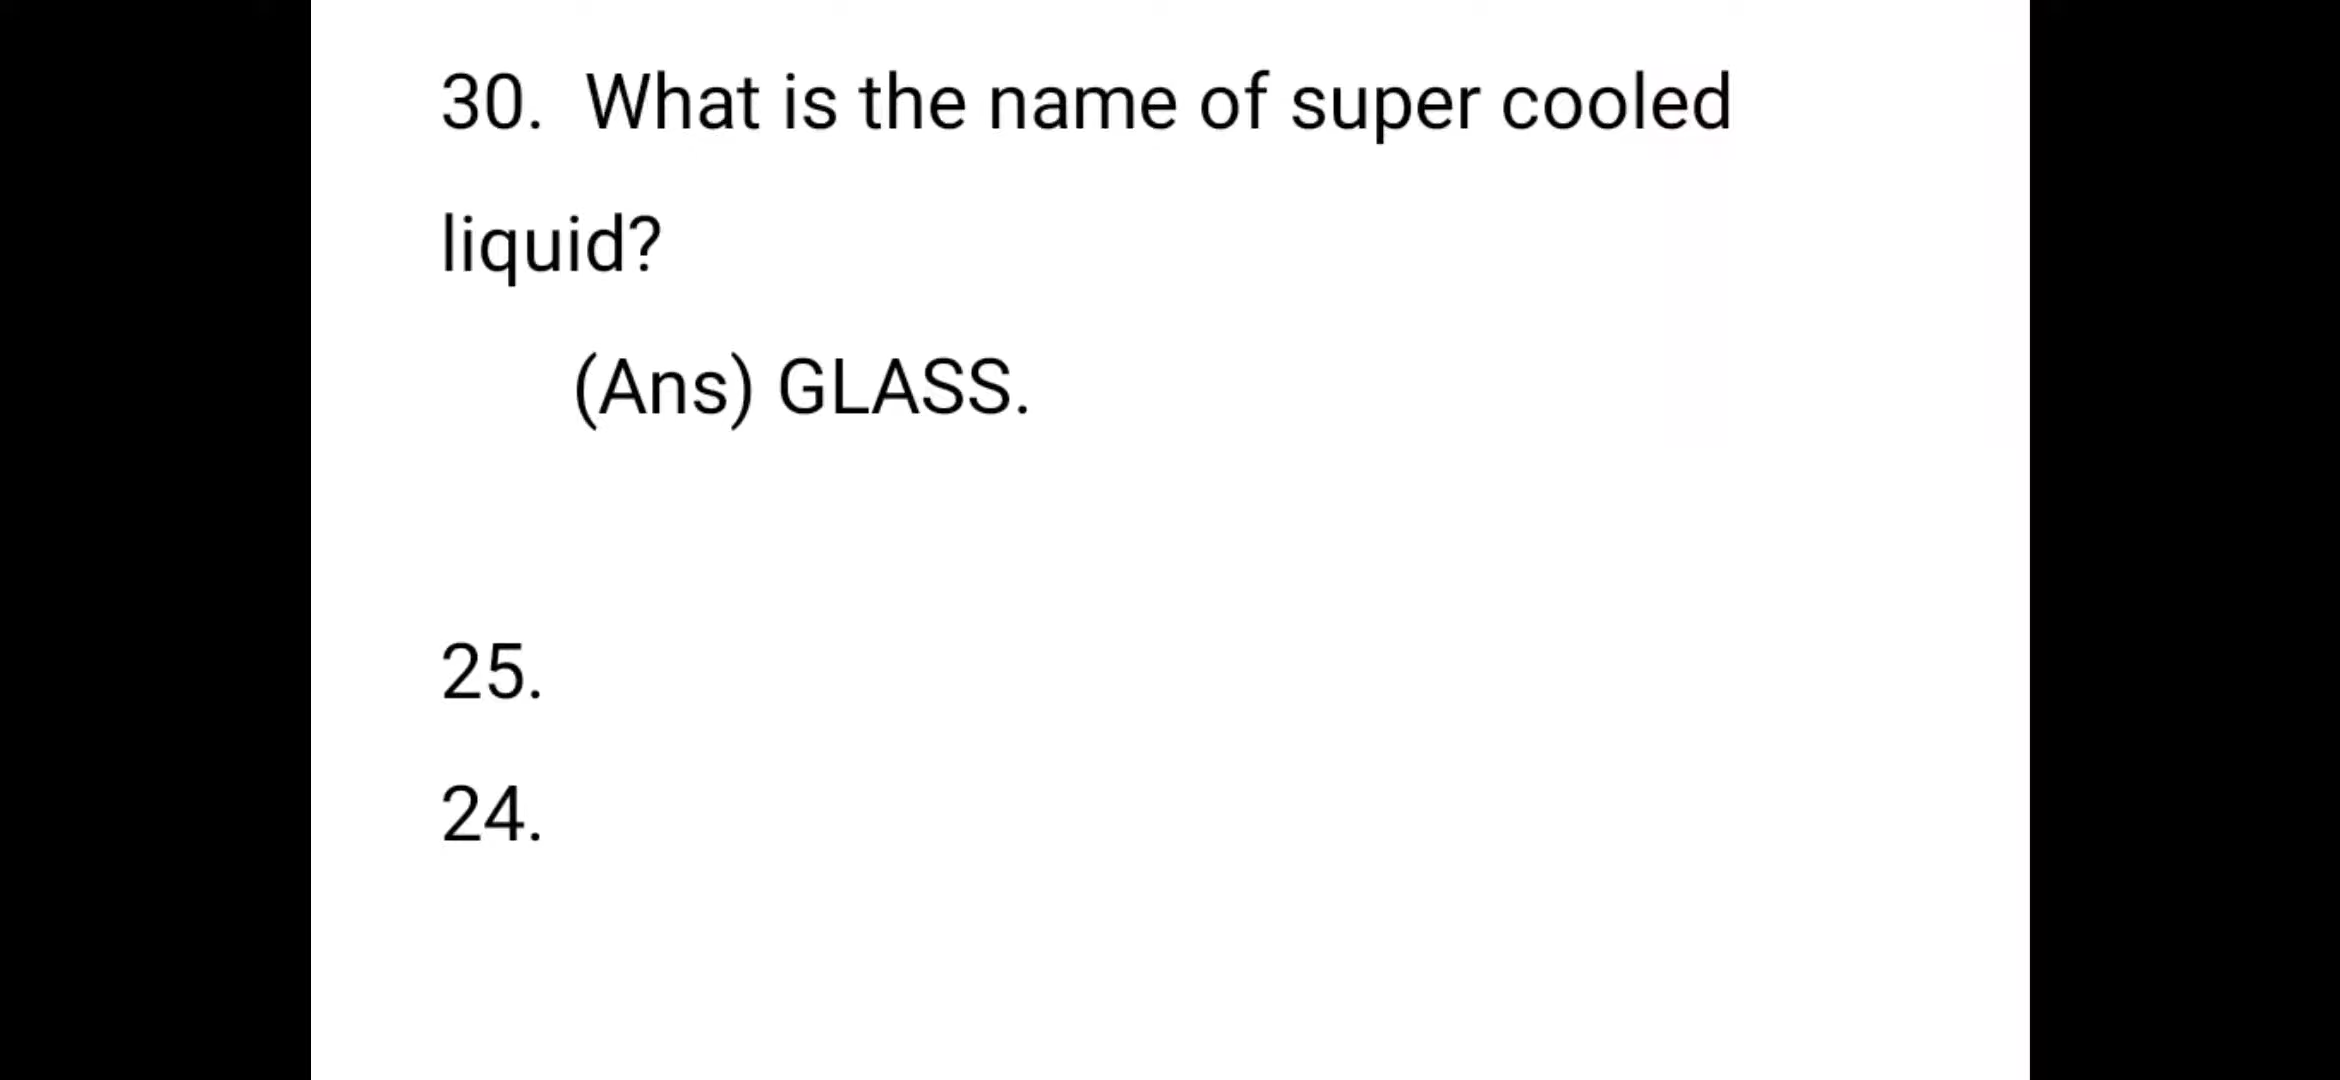 30.  What is the name of super cooled
liquid?
(Ans) GLASS.
25.
24.